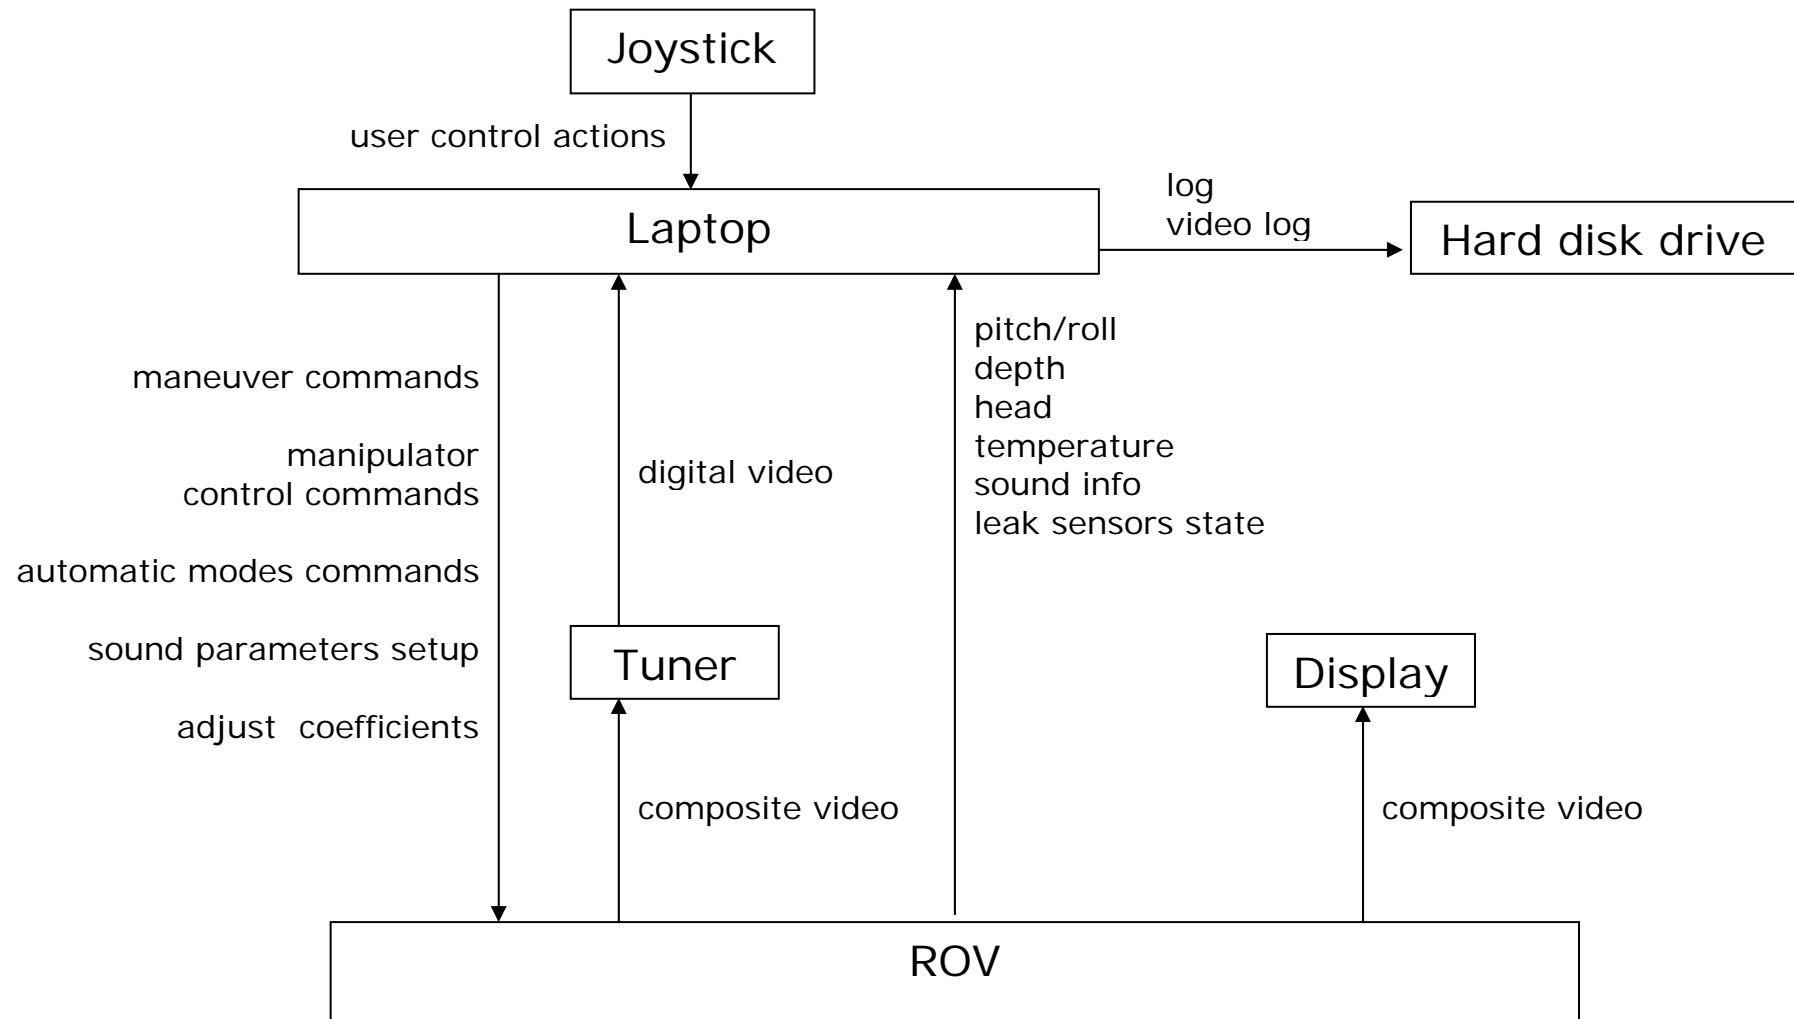 Joystick
user control actions
log
video log
Laptop
Hard disk drive
maneuver commands
manipulator
control commands
automatic modes commands
sound parameters setup
adjust  coefficients
digital video
pitch/roll
depth
head
temperature
sound info
leak sensors state
Tuner
Display
composite video
composite video
ROV